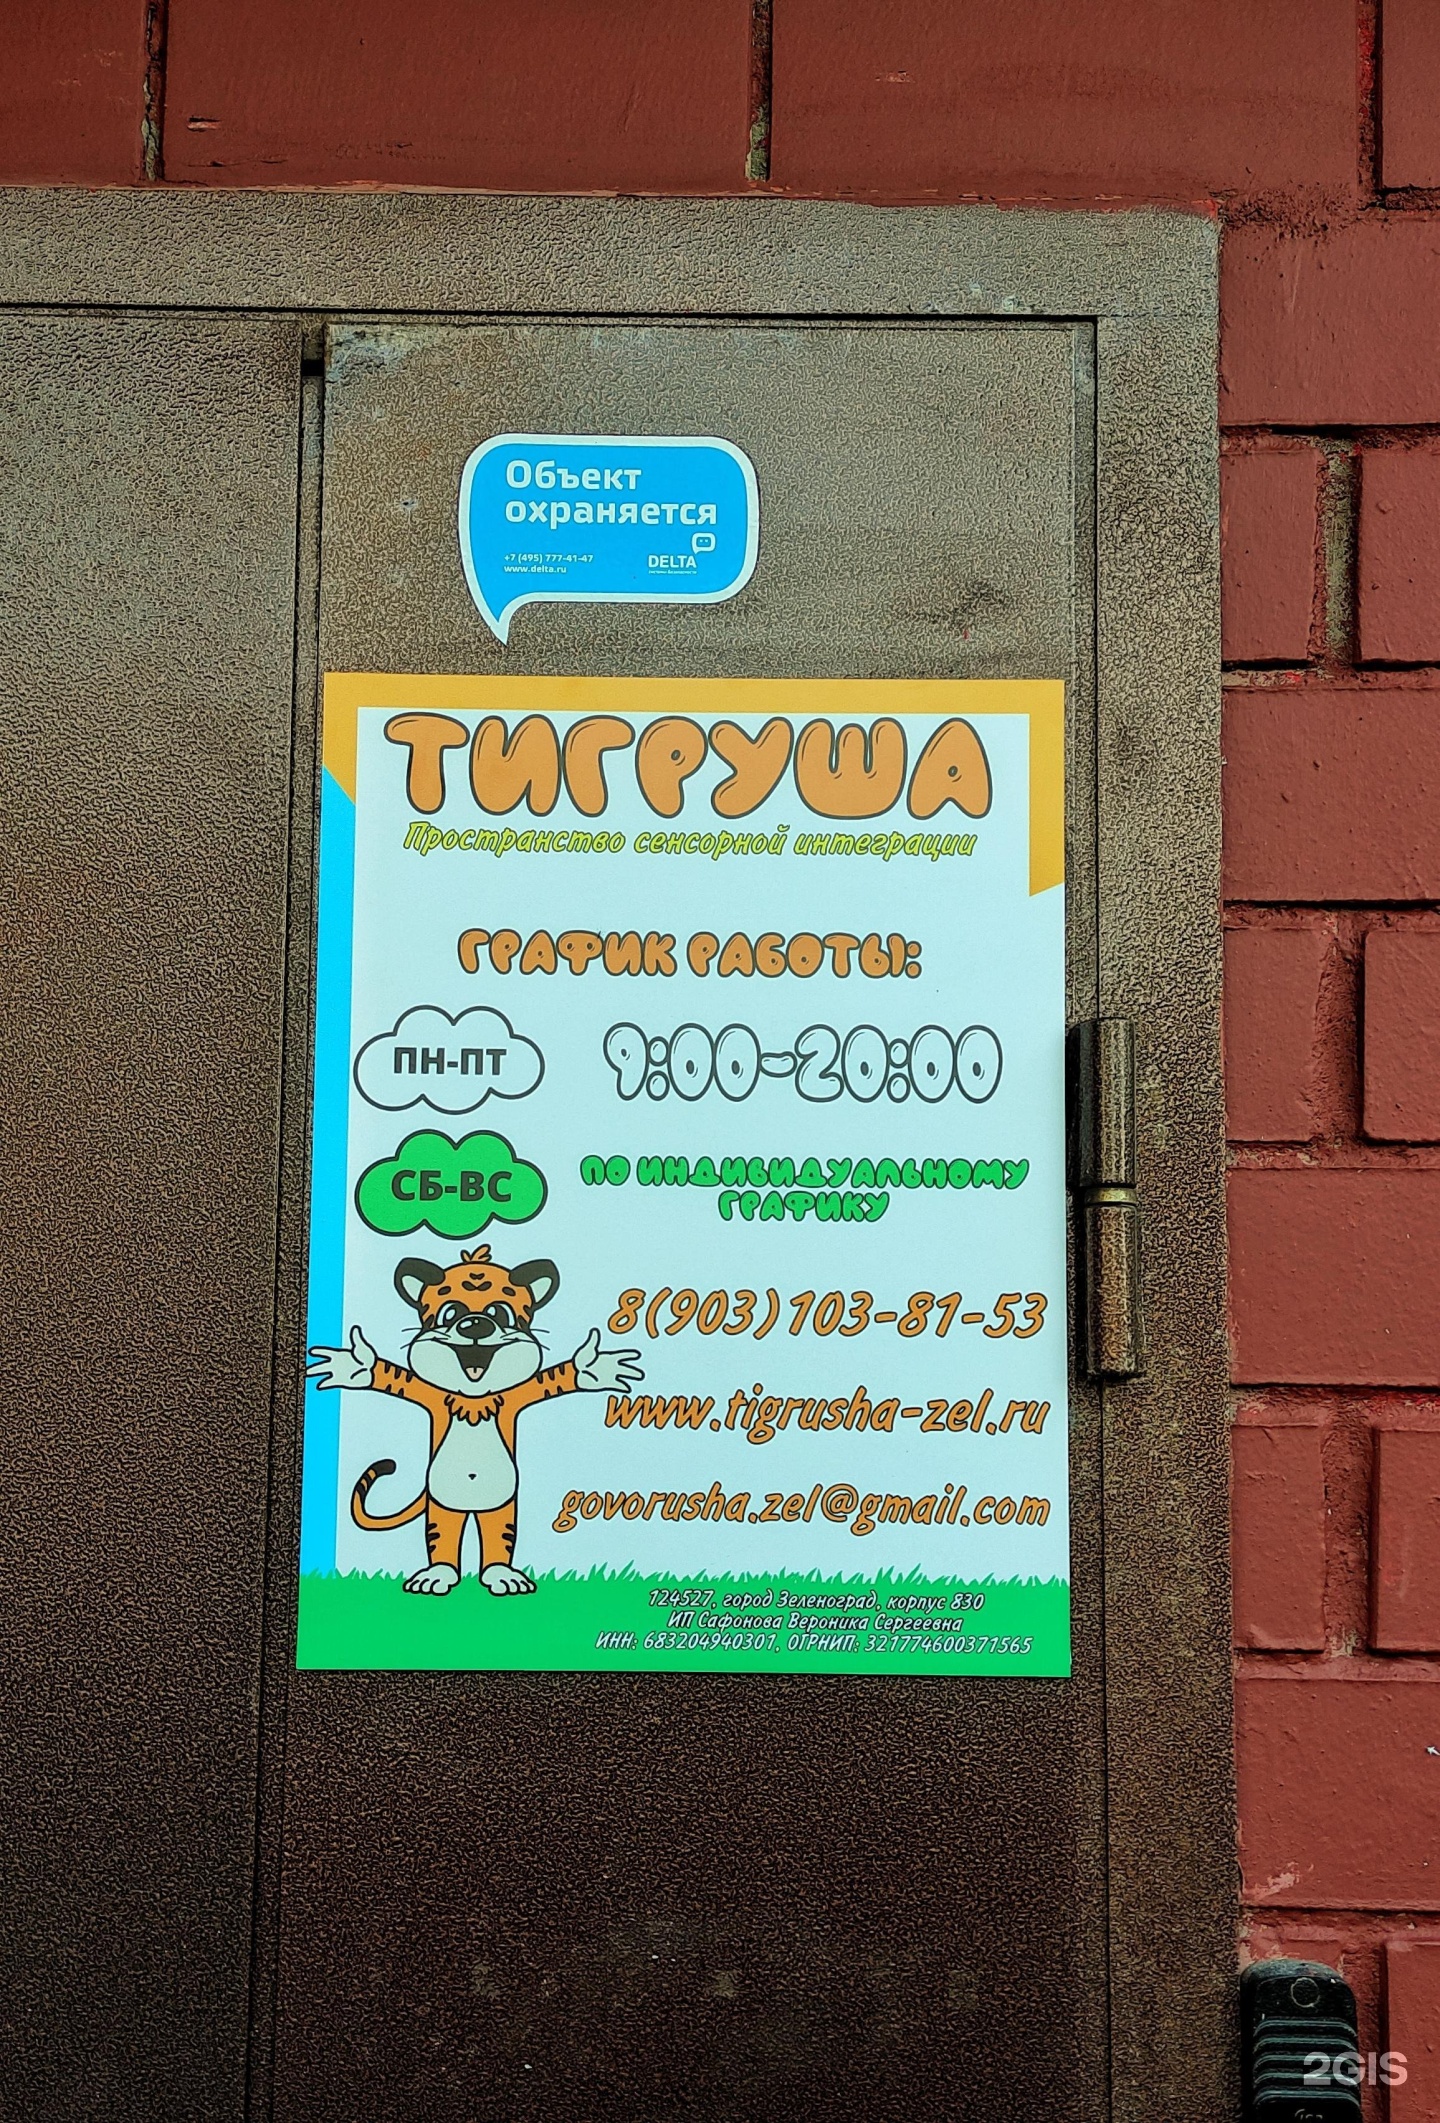 Объект
охраняется
+7 (495) 777-41-47
www.delta.ru
DELTA
ТИГРУША
Пространство сенсорной интеграции
ГРАФИК РАБОТЫ:
ПН-ПТ
9:00-20:00
СБ-ВС
ПО ИНДИВИДУАЛЬНОМУ
ГРАФИКУ
8(903)103-81-53
www.tigrusha-zel.ru
govorusha.zel@gmail.com
124527, город Зеленоград, корпус 830
ИП Сафонова Вероника Сергеевна
ИНН: 683204940301, ОГРНИП: 321774600371565
2GIS